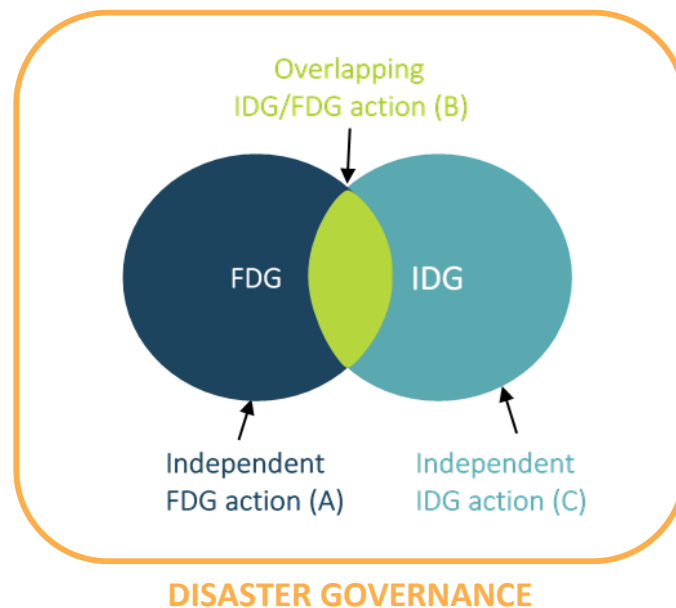 Overlapping
IDG/FDG action (B)
FDG
IDG
Independent
FDG action (A)
Independent
IDG action (C)
DISASTER GOVERNANCE